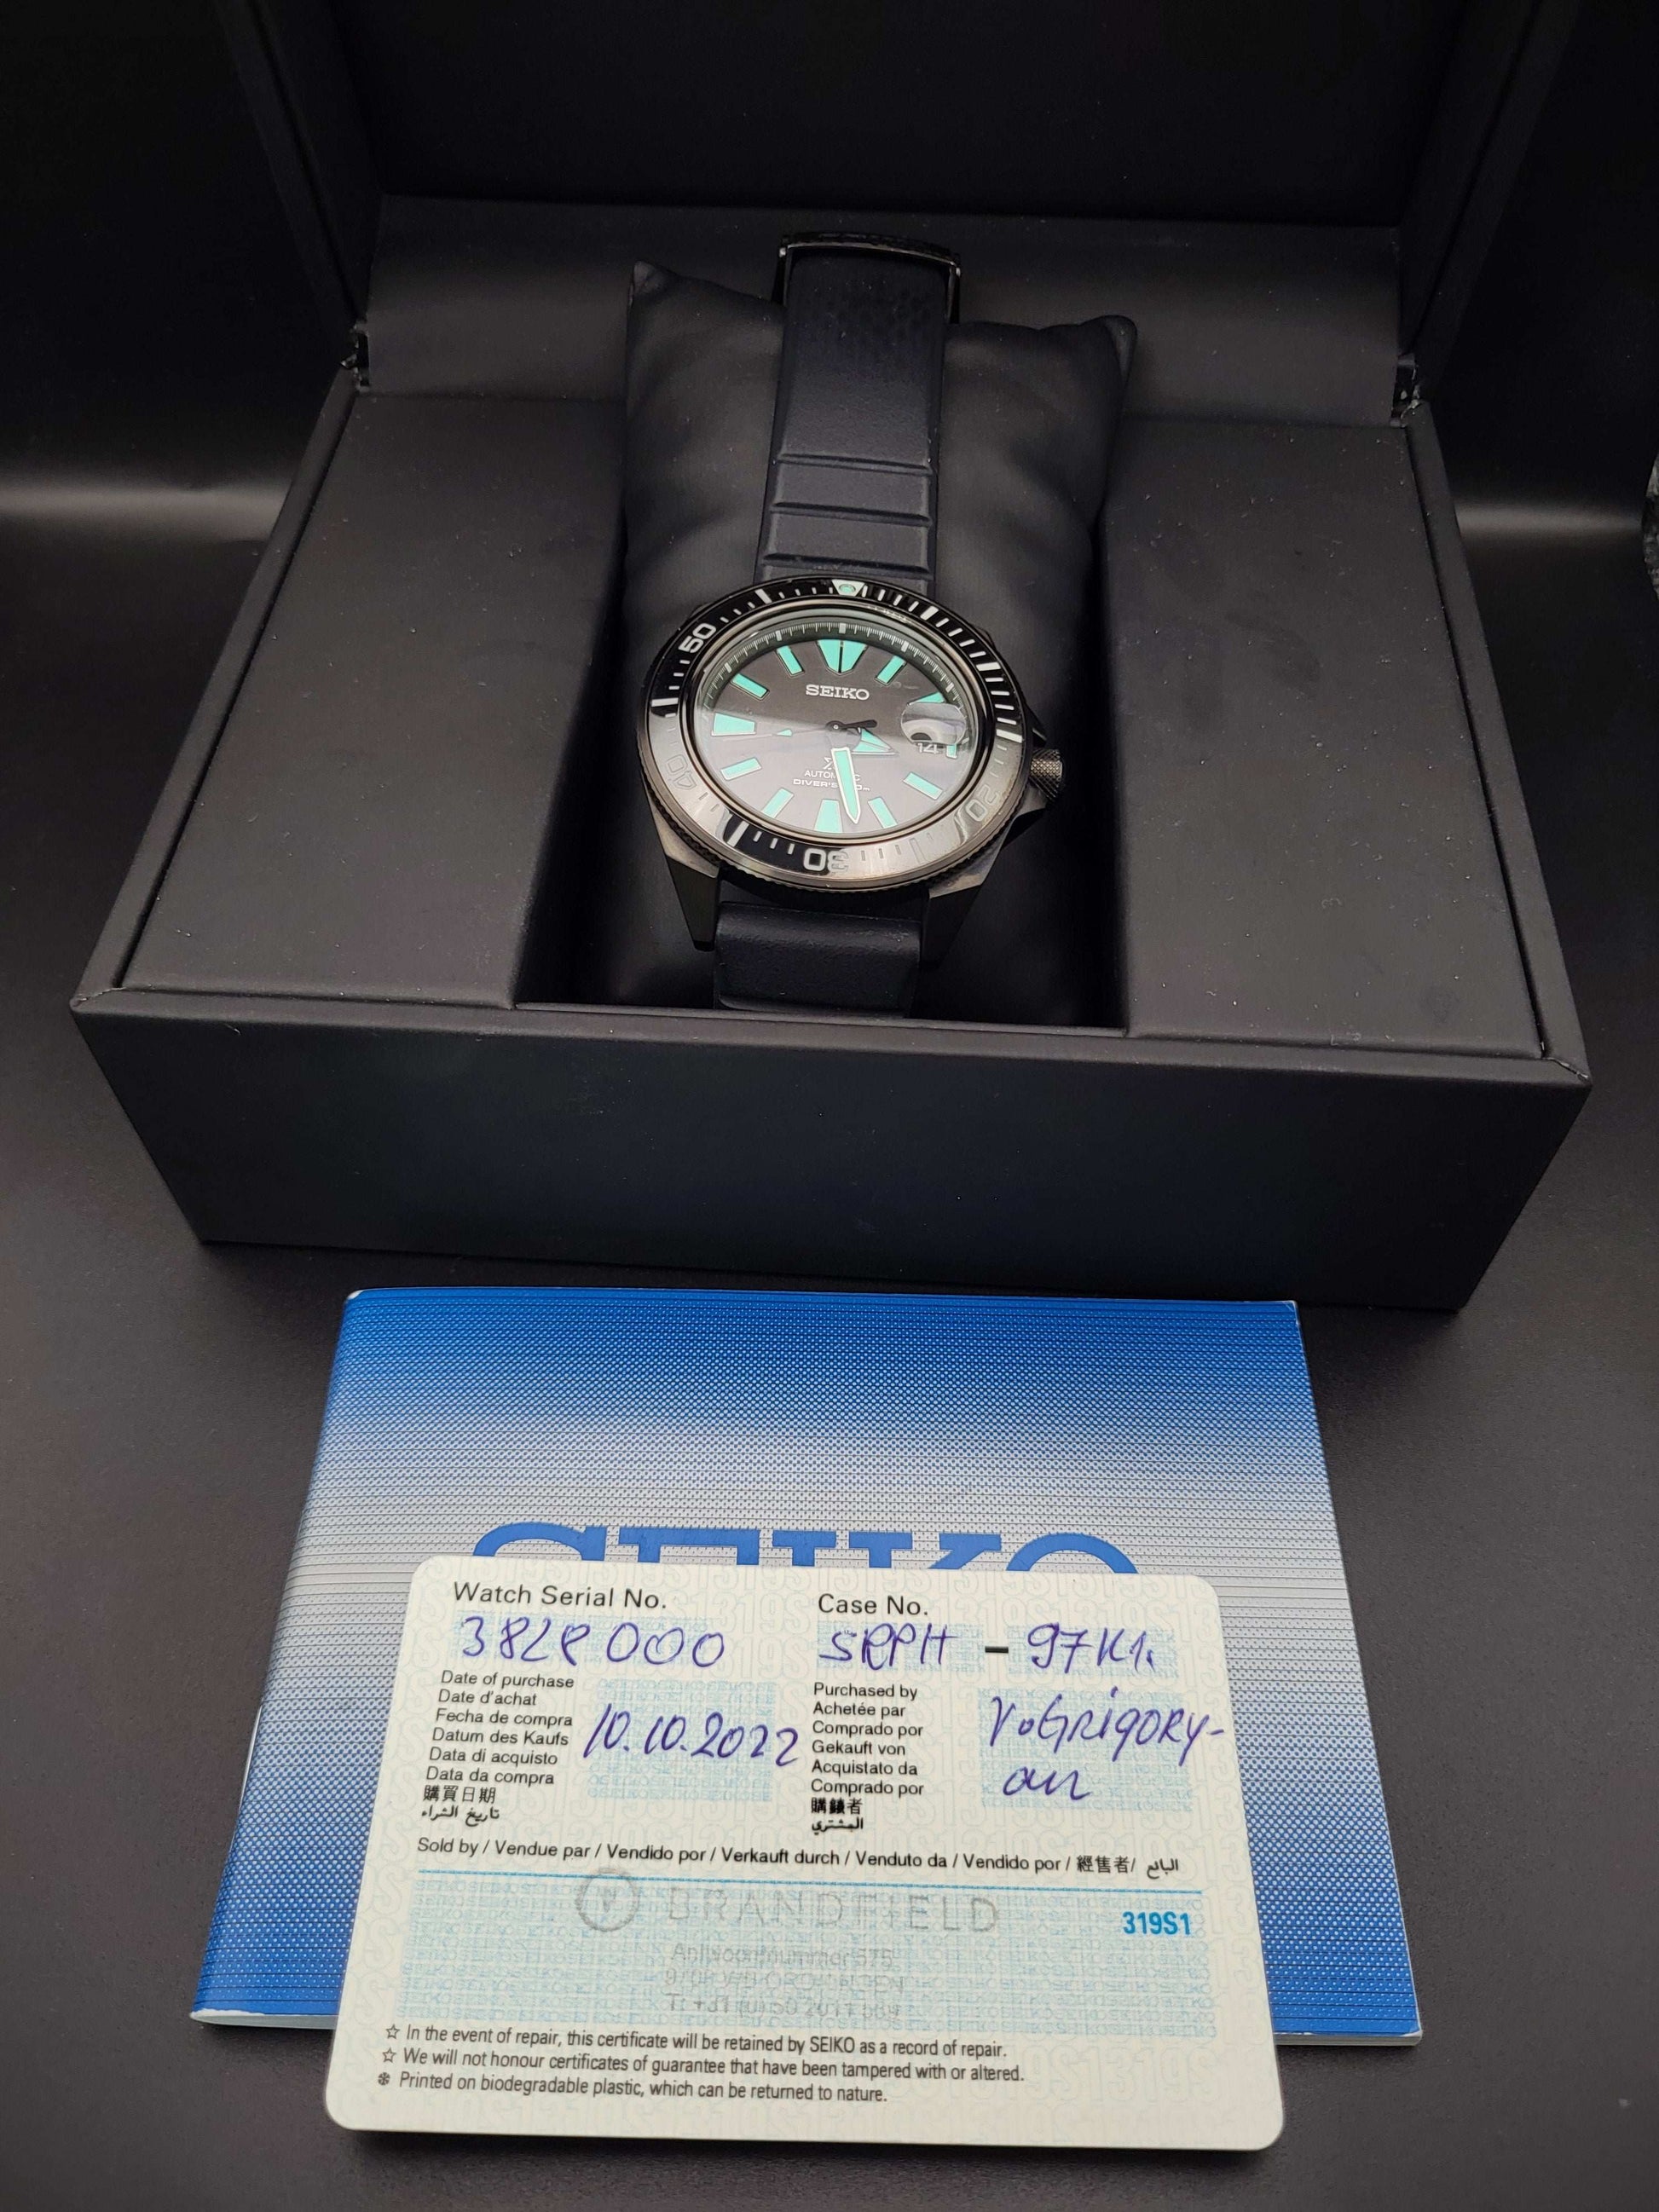 50
SEIKO
14
AUTOMATIC
DIVER'S
40
20
30
SEIKO
Watch Serial No.
3828000
Case No.
SRPH - 97K1.
Date of purchase
Date d'achat
Fecha de compra
Datum des Kaufs
Data di acquisto
Data da compra
購買日期
تاريخ الشراء
10.10.2022
Purchased by
Achetée par
Comprado por
Gekauft von
Acquistato da
Comprado por
購錶者
المشتري
V.GRigORy-
an
Sold by / Vendue par / Vendido por / Verkauft durch / Venduto da / Vendido por / 經售者/ البائع
BRANDFIELD
319S1
☆ In the event of repair, this certificate will be retained by SEIKO as a record of repair.
☆ We will not honour certificates of guarantee that have been tampered with or altered.
❄ Printed on biodegradable plastic, which can be returned to nature.